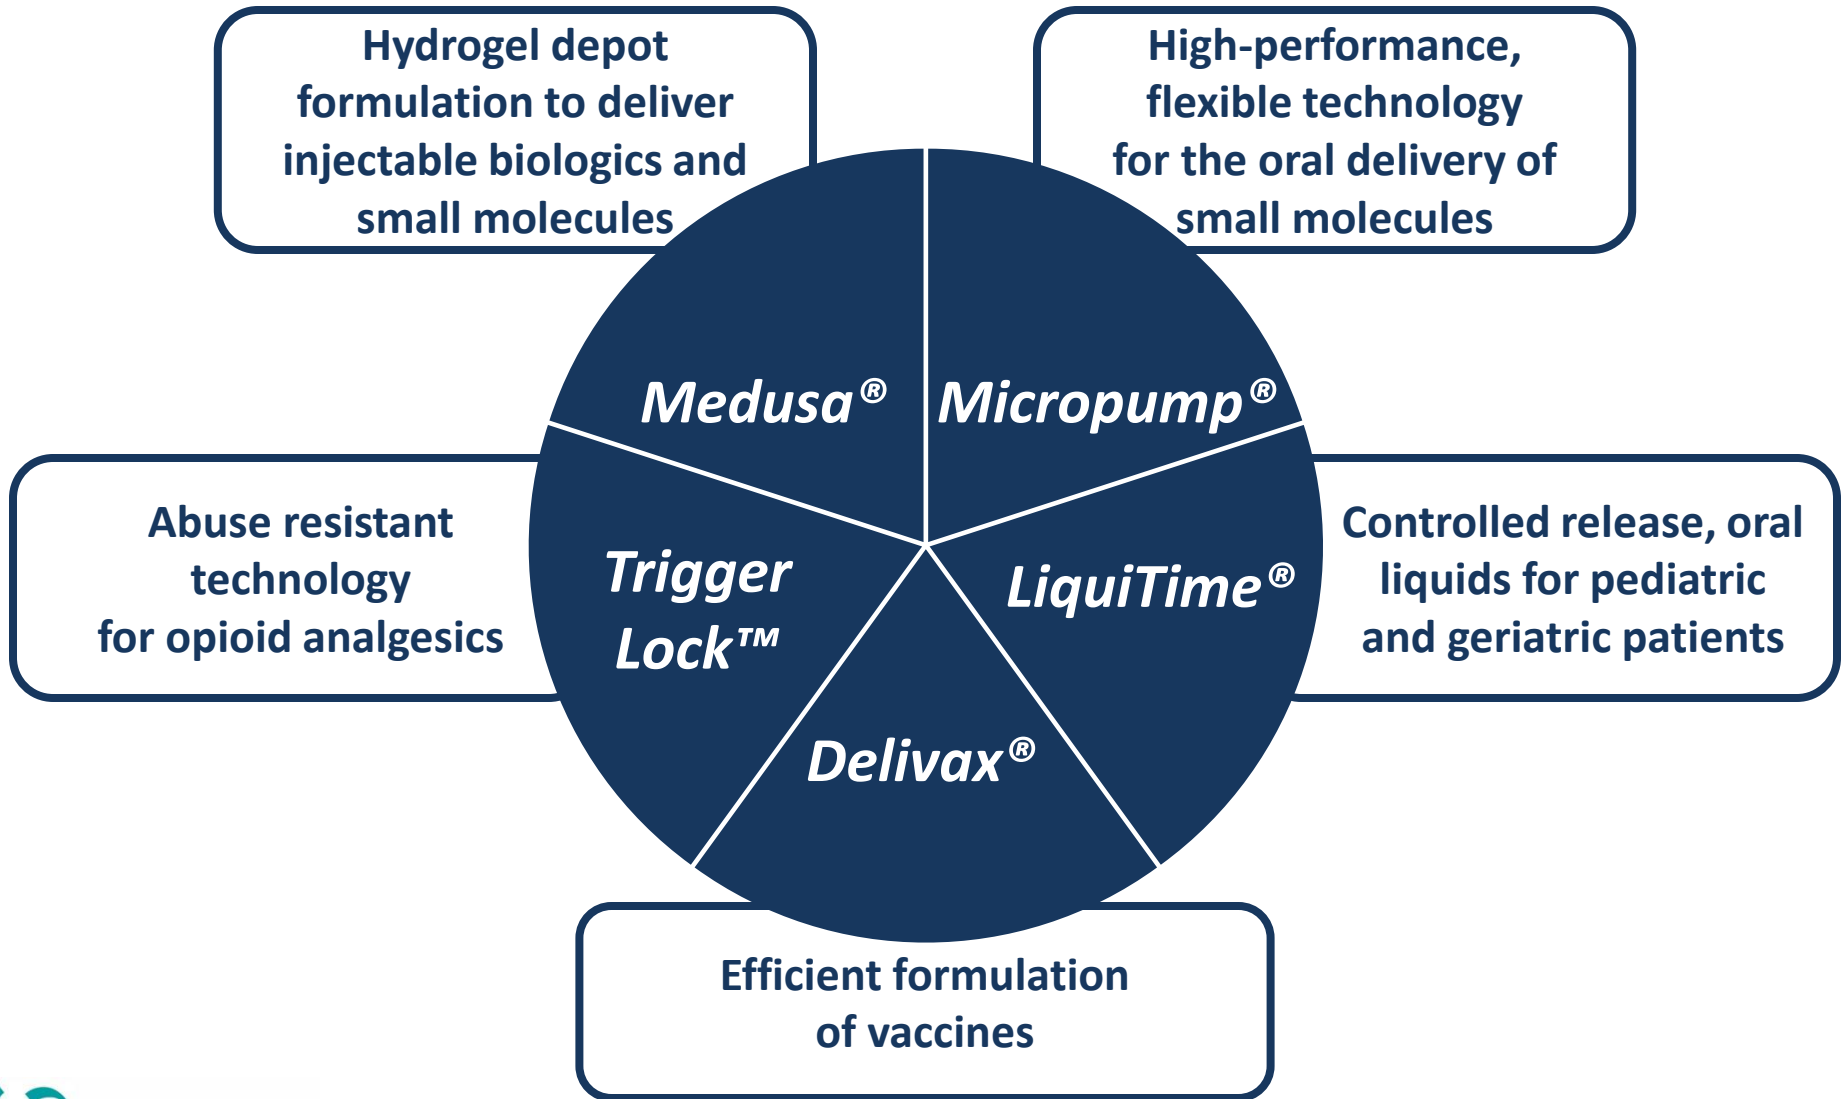 Hydrogel depot
formulation to deliver
injectable biologics and
small molecules
High-performance,
flexible technology
for the oral delivery of
small molecules
Medusa®
Micropump®
Abuse resistant
technology
for opioid analgesics
Trigger
Lock™
LiquiTime®
Controlled release, oral
liquids for pediatric
and geriatric patients
Delivax®
Efficient formulation
of vaccines